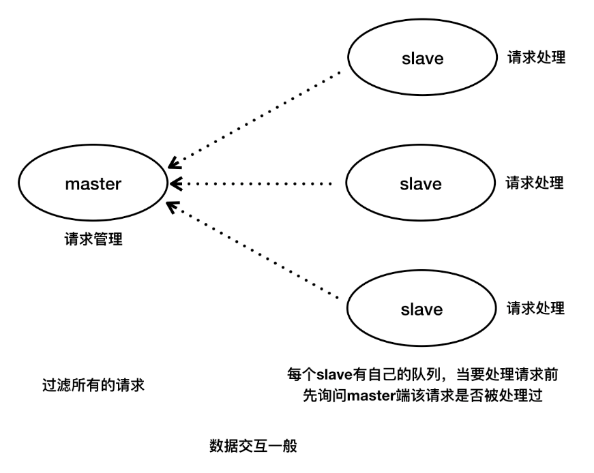 slave 请求处理
master
请求管理
slave 请求处理
slave 请求处理
过滤所有的请求
每个slave有自己的队列，当要处理请求前
先询问master端该请求是否被处理过
数据交互一般